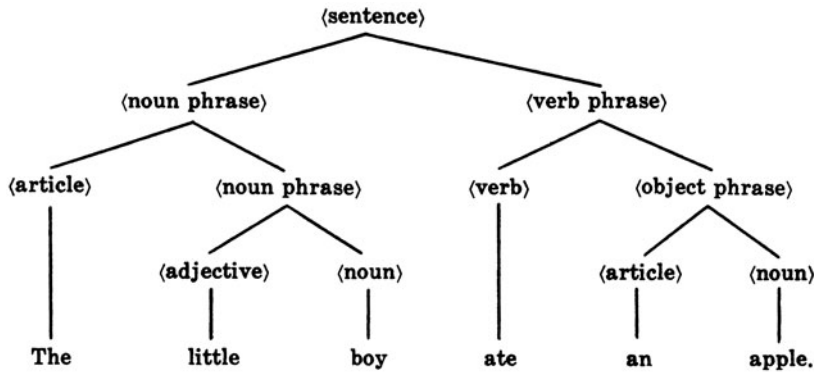 ⟨sentence⟩
⟨noun phrase⟩ ⟨verb phrase⟩
⟨article⟩ ⟨noun phrase⟩ ⟨verb⟩ ⟨object phrase⟩
⟨adjective⟩ ⟨noun⟩ ⟨article⟩ ⟨noun⟩
The little boy ate an apple.